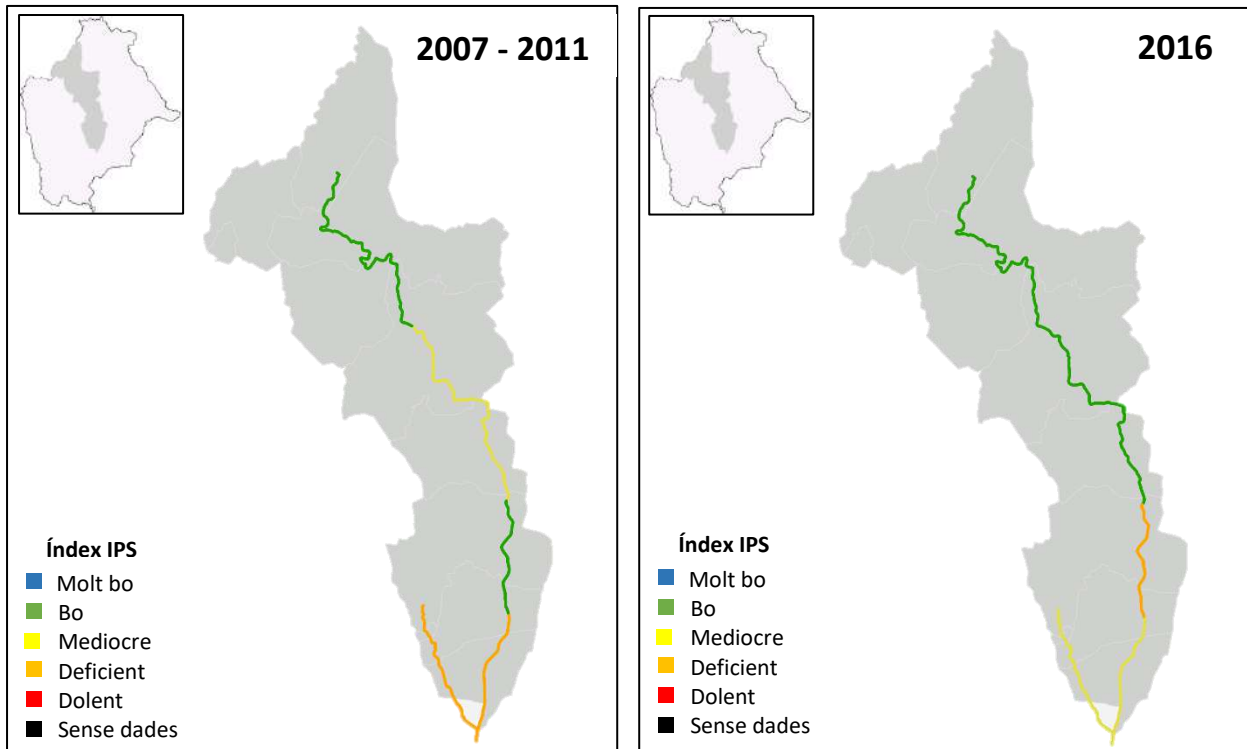 2007 - 2011
Índex IPS
Molt bo
Bo
Mediocre
Deficient
Dolent
Sense dades
2016
Índex IPS
Molt bo
Bo
Mediocre
Deficient
Dolent
Sense dades